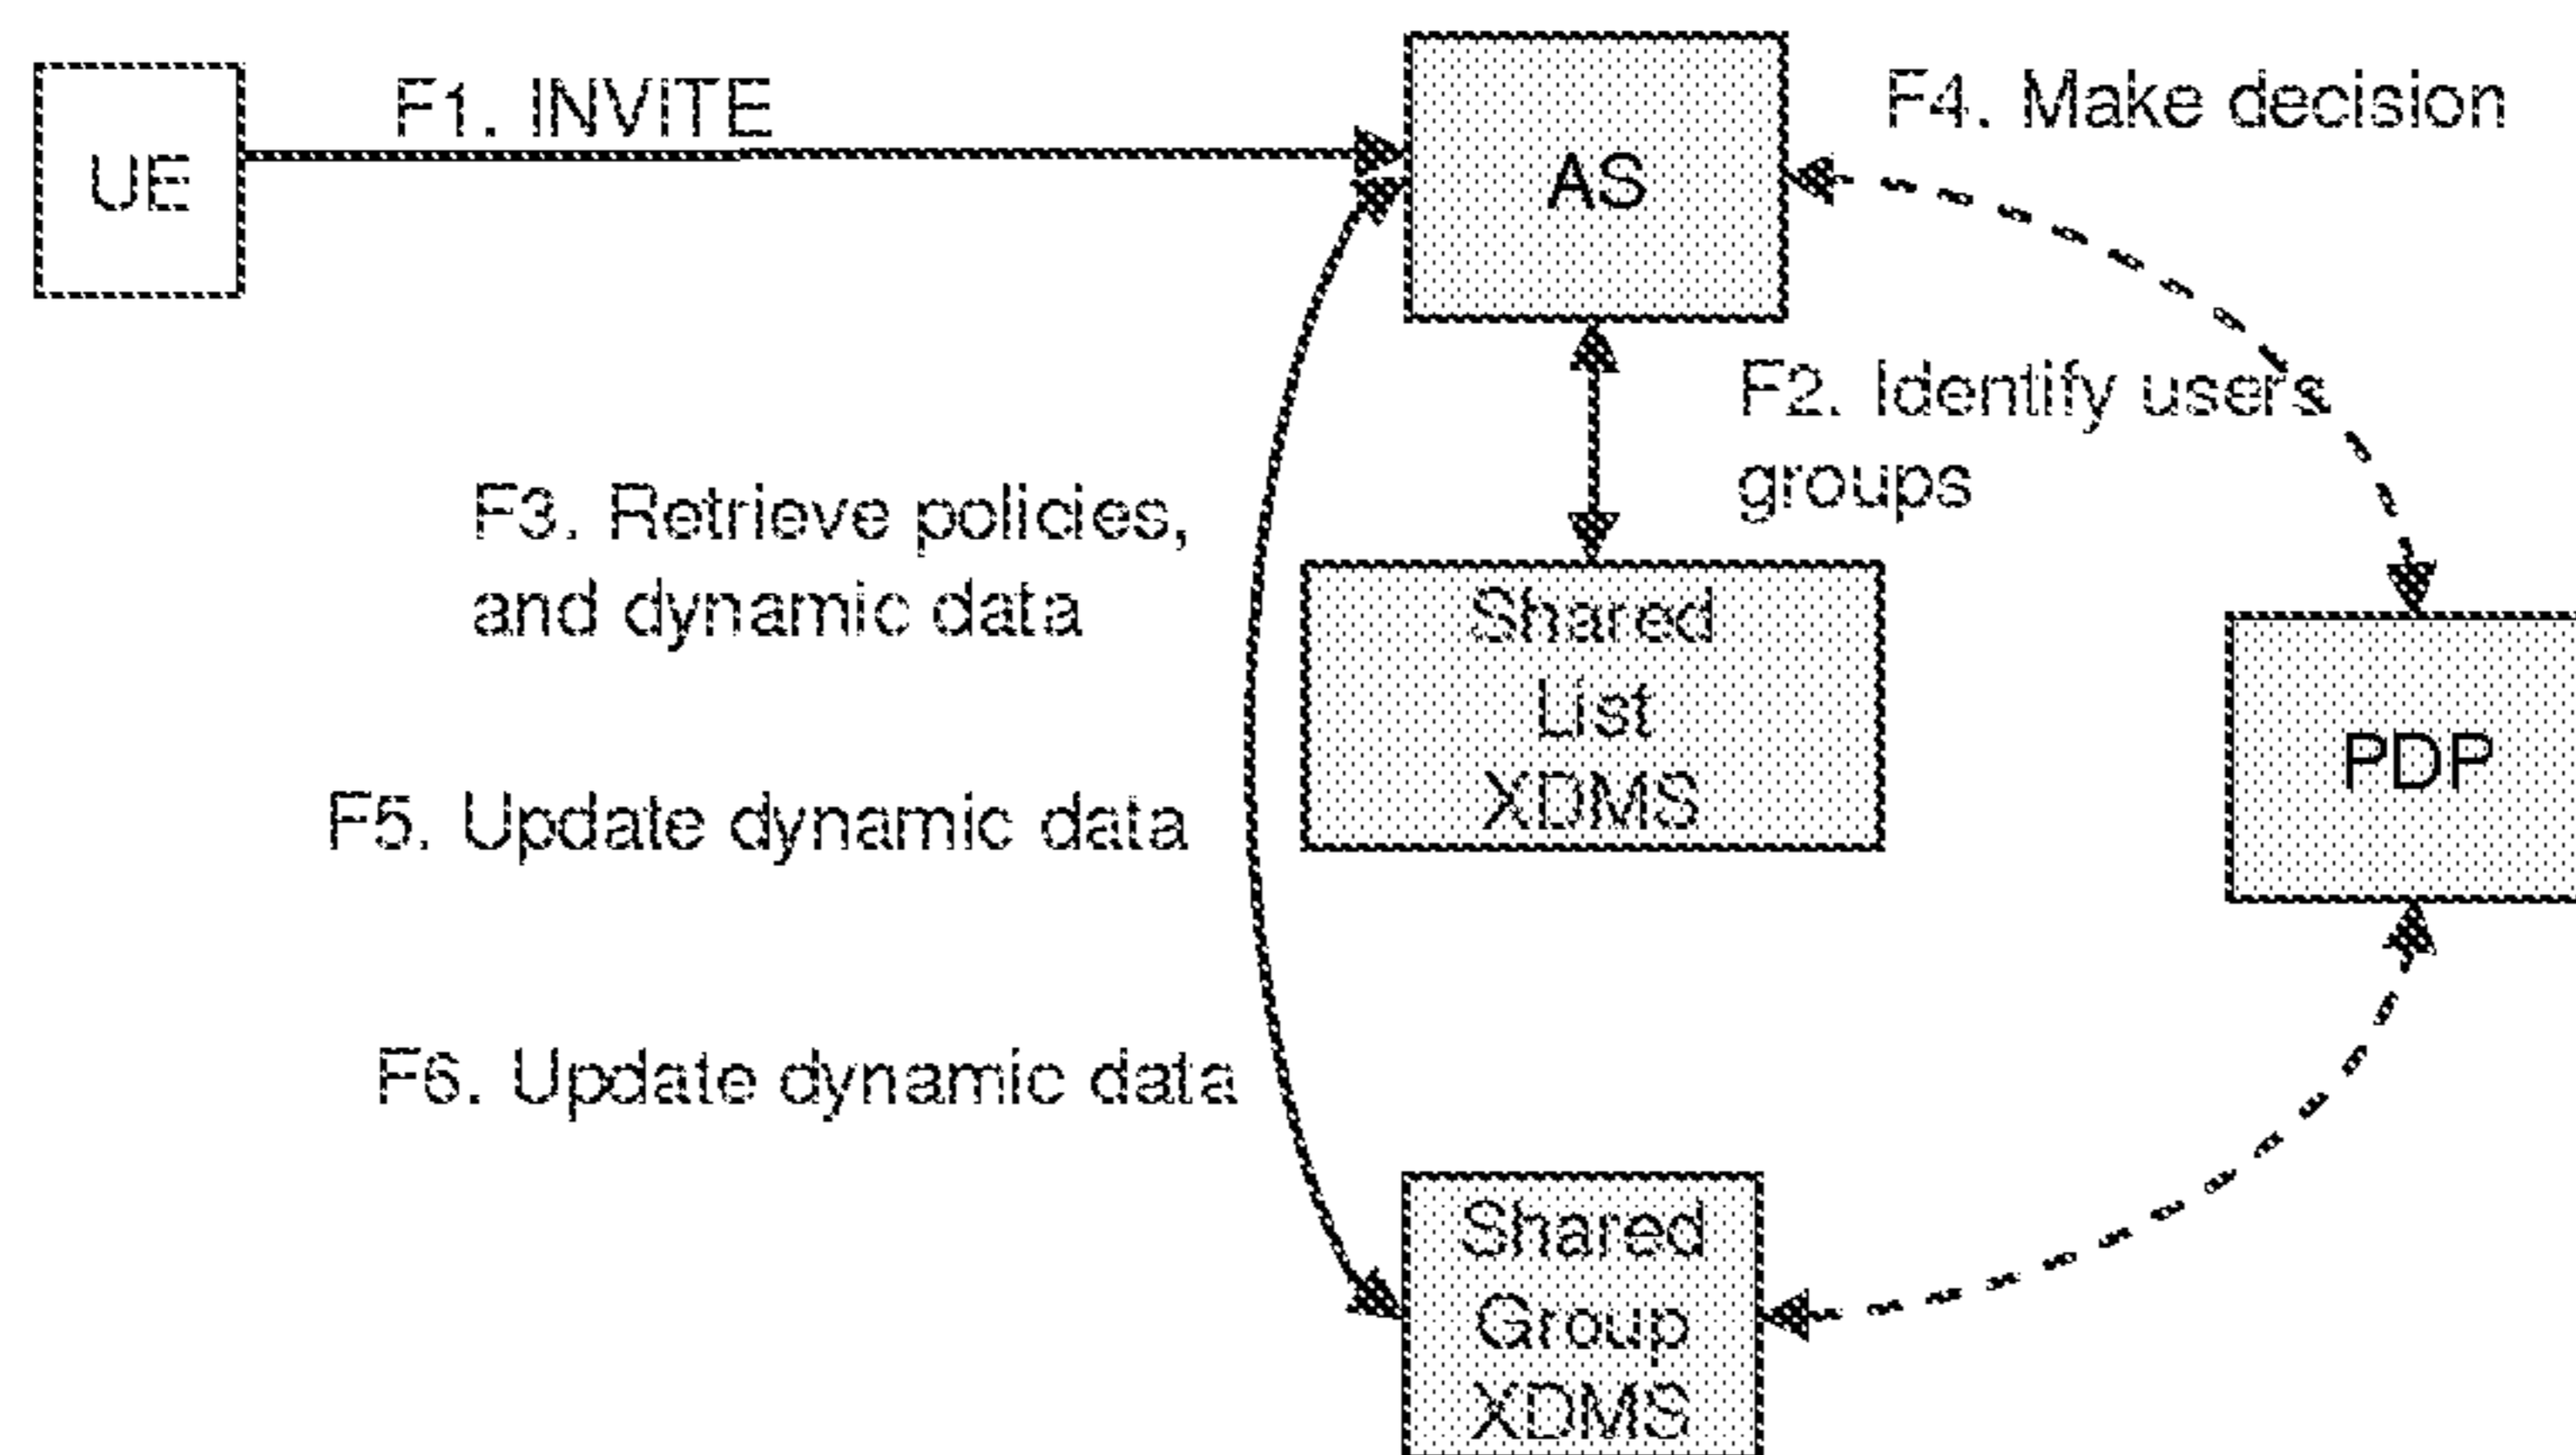 UE
F1. INVITE
AS
F4. Make decision
F2. Identify users
groups
F3. Retrieve policies,
and dynamic data
Shared
List
XDMS
PDP
F5. Update dynamic data
F6. Update dynamic data
Shared
Group
XDMS